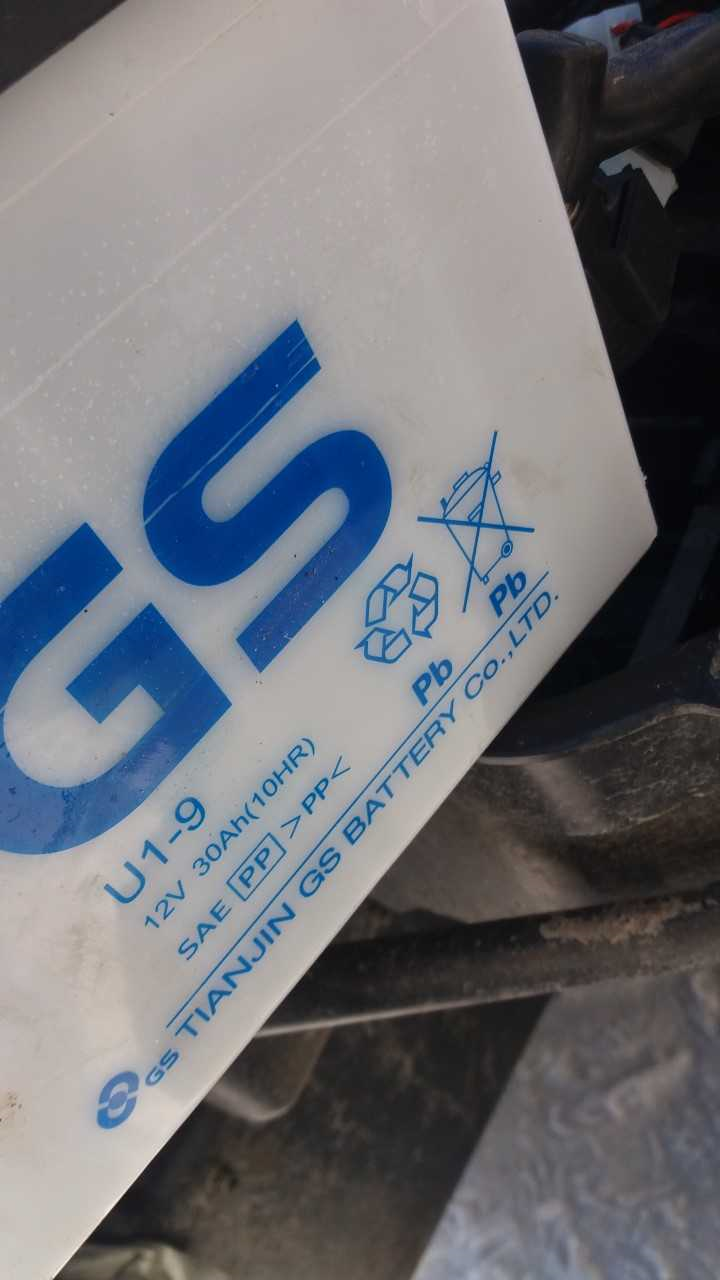 GS
U1-9
12V 30Ah(10HR)
SAE PP >PP<
Pb Pb
GS TIANJIN GS BATTERY Co.,LTD.